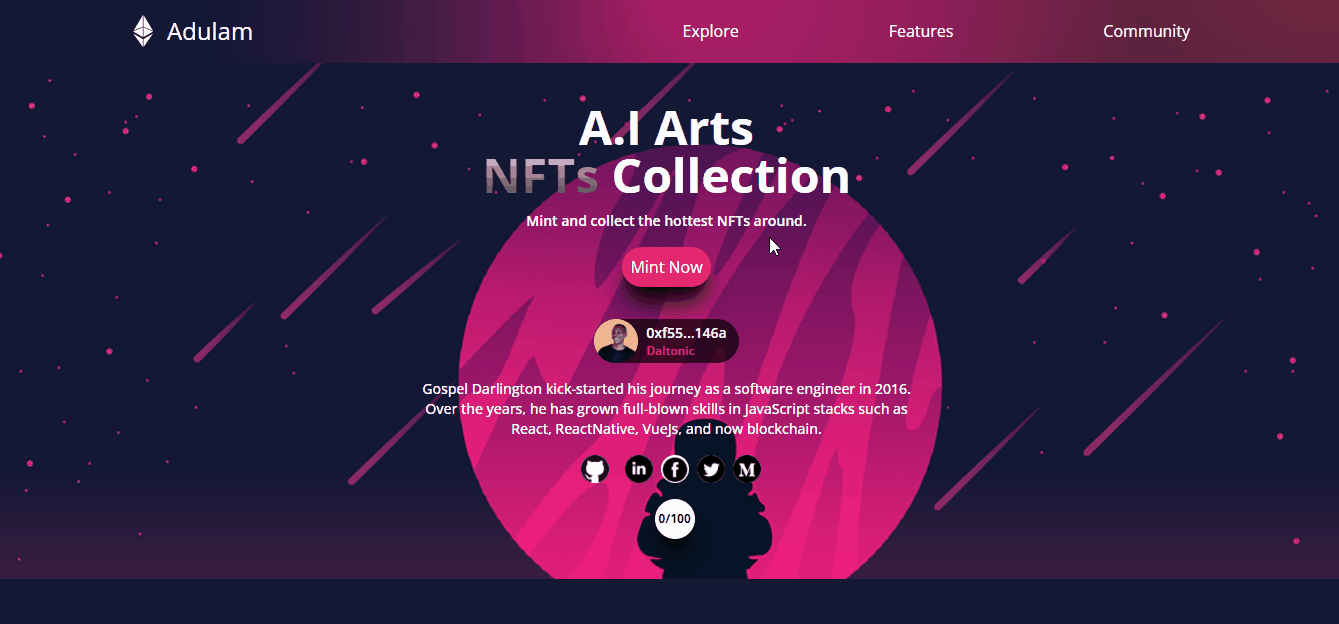 Adulam
Explore
Features
Community
A.I Arts
NFTs Collection
Mint and collect the hottest NFTs around.
Mint Now
0xf55...146a
Daltonic
Gospel Darlington kick-started his journey as a software engineer in 2016.
Over the years, he has grown full-blown skills in JavaScript stacks such as
React, ReactNative, VueJs, and now blockchain.
in
f
M
0/100